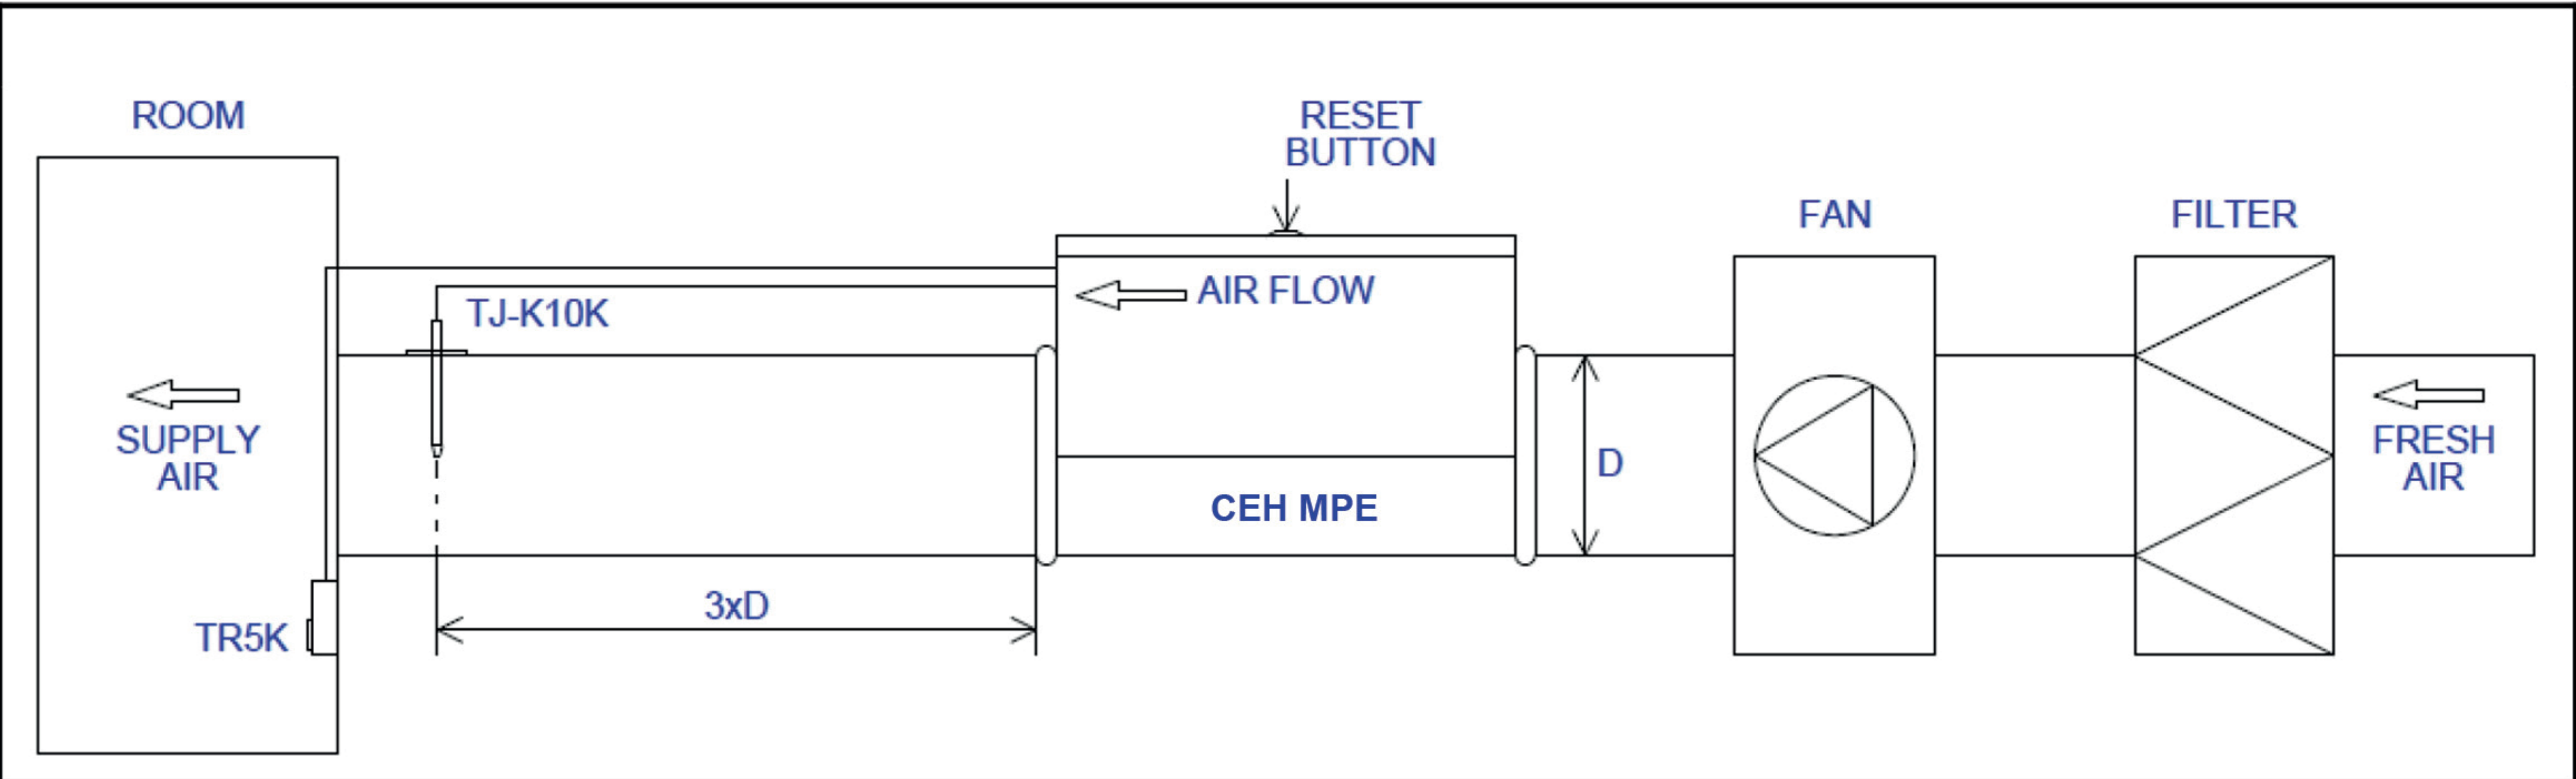 ROOM
RESET
BUTTON
FAN
FILTER
AIR FLOW
TJ-K10K
SUPPLY
AIR
FRESH
AIR
D
CEH MPE
3xD
TR5K